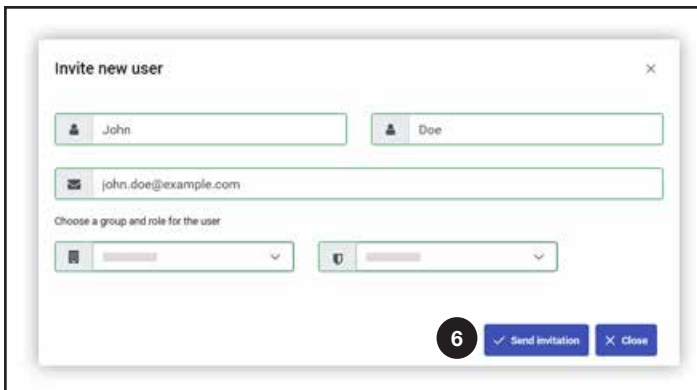 Invite new user
John Doe
john.doe@example.com
Choose a group and role for the user
6 Send invitation Close